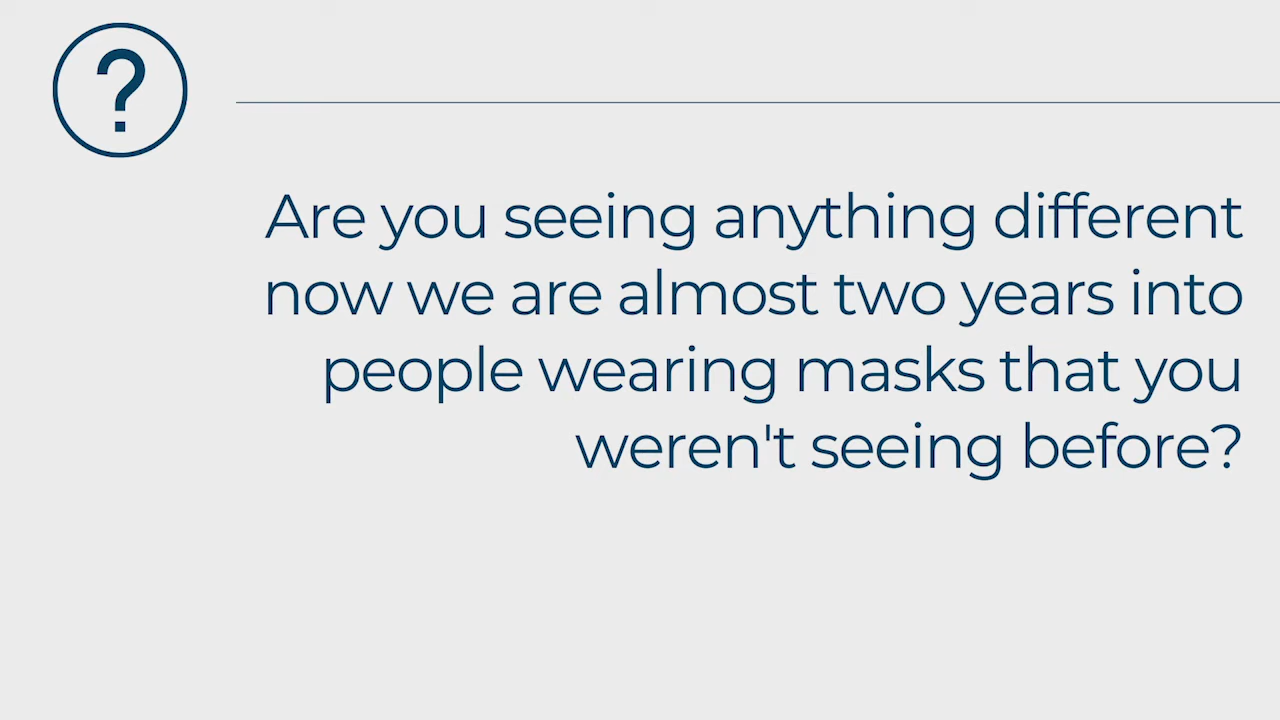 ?
Are you seeing anything different
now we are almost two years into
people wearing masks that you
weren't seeing before?